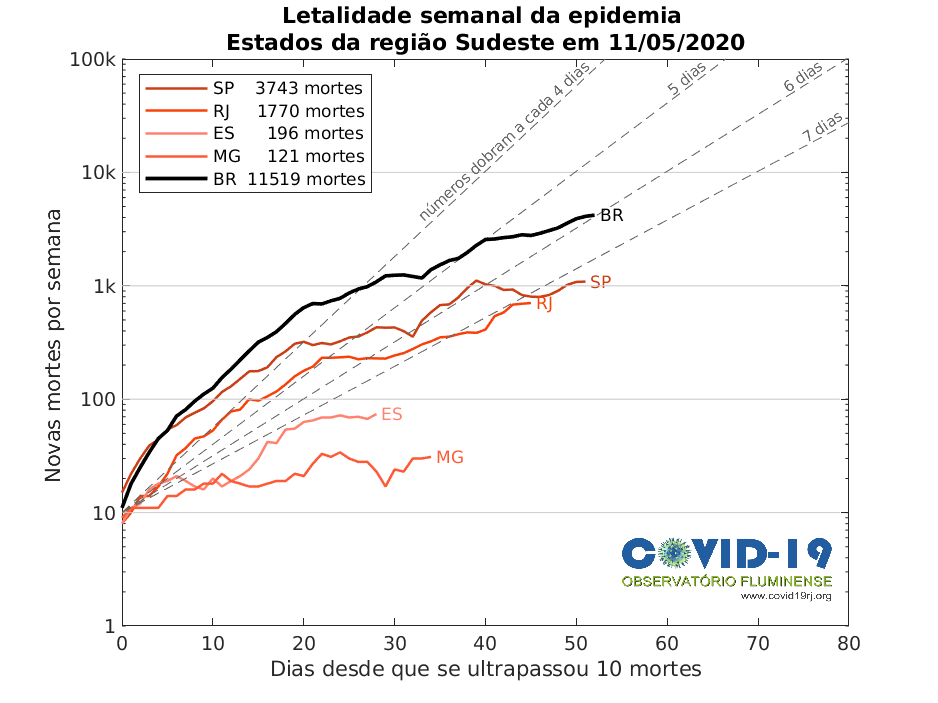 Letalidade semanal da epidemia
Estados da região Sudeste em 11/05/2020
100k
10k
1k
100
10
1
Novas mortes por semana
SP 3743 mortes
RJ 1770 mortes
ES 196 mortes
MG 121 mortes
BR 11519 mortes
números dobram a cada 4 dias
5 dias
6 dias
7 dias
BR
SP
RJ
ES
MG
COVID-19
OBSERVATÓRIO FLUMINENSE
www.covid19rj.org
0 10 20 30 40 50 60 70 80
Dias desde que se ultrapassou 10 mortes